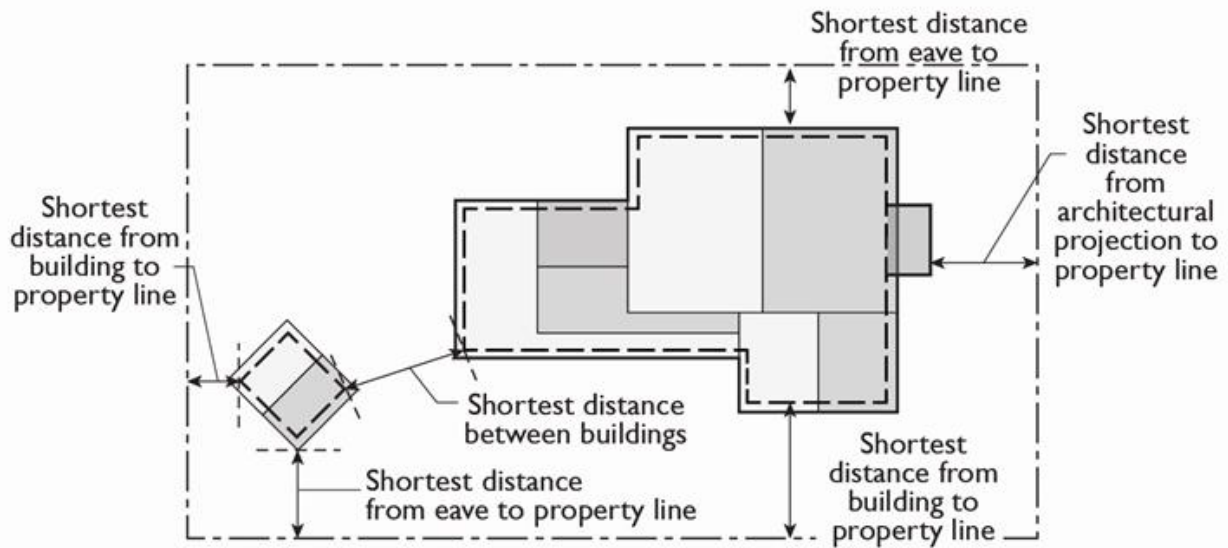 Shortest distance
from eave to
property line
Shortest
distance
from
architectural
projection to
property line
Shortest
distance from
building to
property line
Shortest distance
between buildings
Shortest distance
from eave to property line
Shortest
distance from
building to
property line